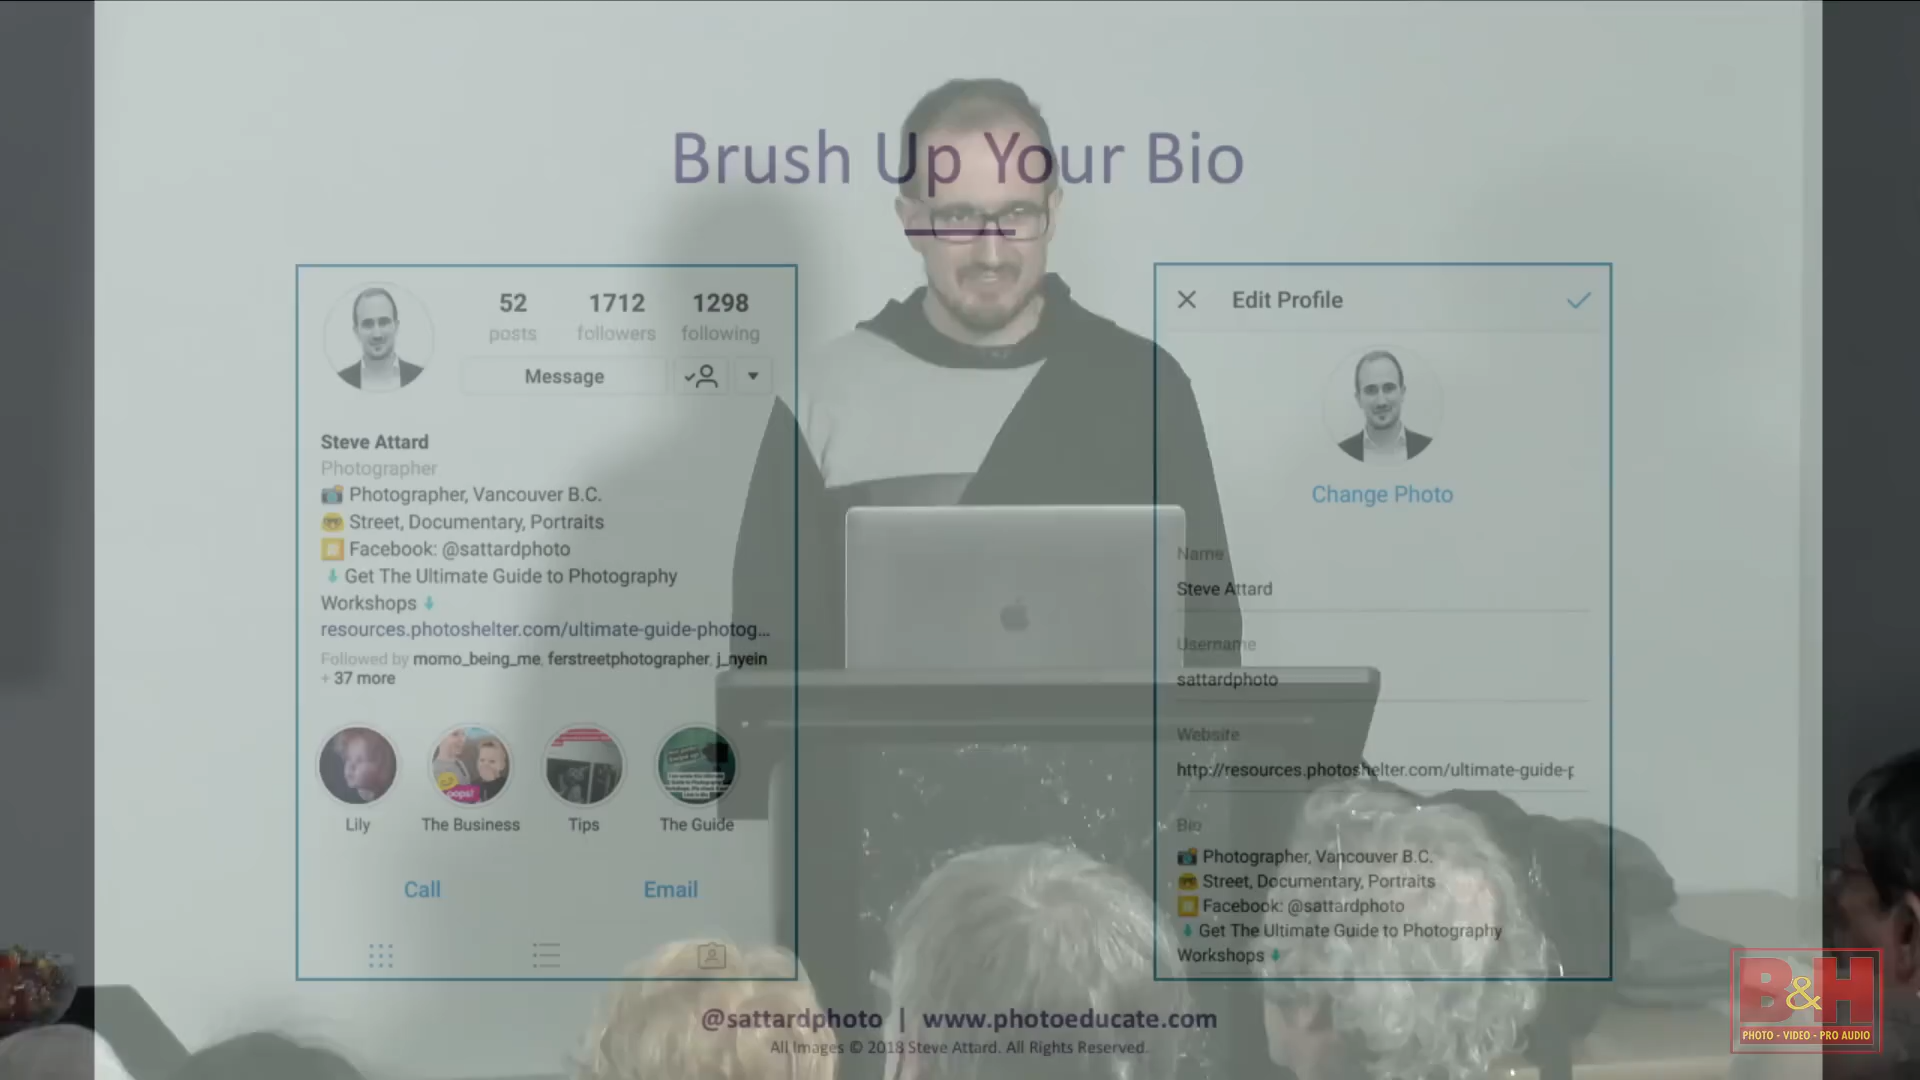 Brush Up Your Bio
52
posts
1712
followers
1298
following
Message
Steve Attard
Photographer
Photographer, Vancouver B.C.
Street, Documentary, Portraits
Facebook: @sattardphoto
Get The Ultimate Guide to Photography
Workshops
resources.photoshelter.com/ultimate-guide-photog...
Followed by momo_being_me, ferstreetphotographer, j_nyein
+ 37 more
oops!
Lily
The Business
Tips
The Guide
Call
Email
Edit Profile
Change Photo
Name
Steve Attard
Username
sattardphoto
Website
http://resources.photoshelter.com/ultimate-guide-p
Bio
Photographer, Vancouver B.C.
Street, Documentary, Portraits
Facebook: @sattardphoto
Get The Ultimate Guide to Photography
Workshops
@sattardphoto | www.photoeducate.com
All Images © 2018 Steve Attard. All Rights Reserved.
B&H
PHOTO - VIDEO - PRO AUDIO